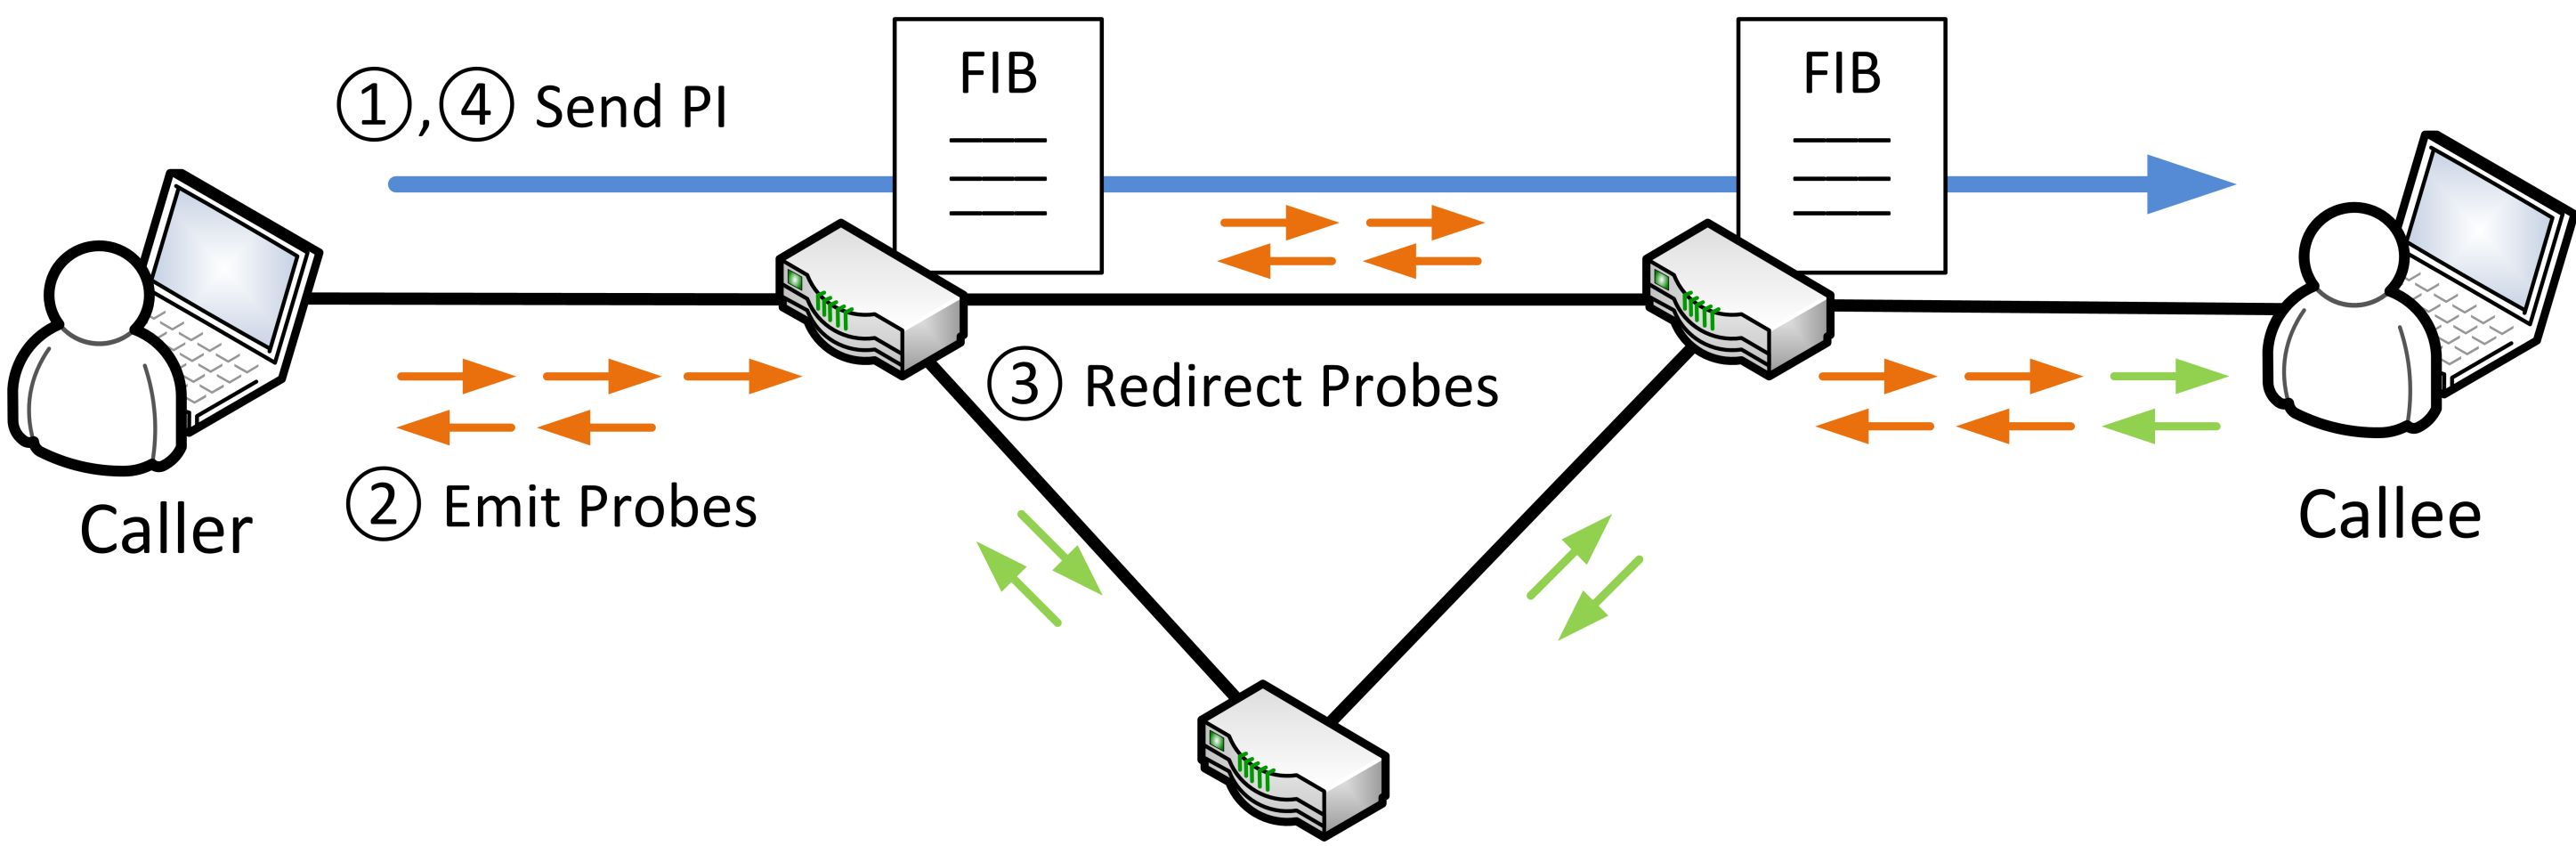 ①,④ Send PI
FIB
FIB
③ Redirect Probes
② Emit Probes
Caller
Callee